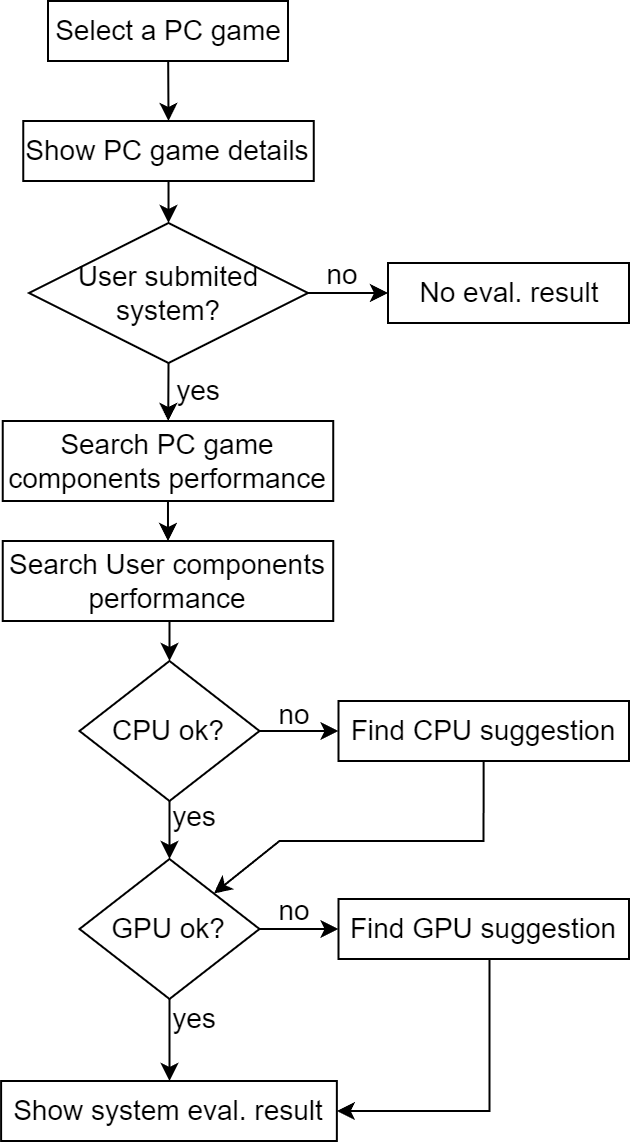 Select a PC game
Show PC game details
User submited
system?
no
No eval. result
yes
Search PC game
components performance
Search User components
performance
CPU ok?
no
Find CPU suggestion
yes
GPU ok?
no
Find GPU suggestion
yes
Show system eval. result